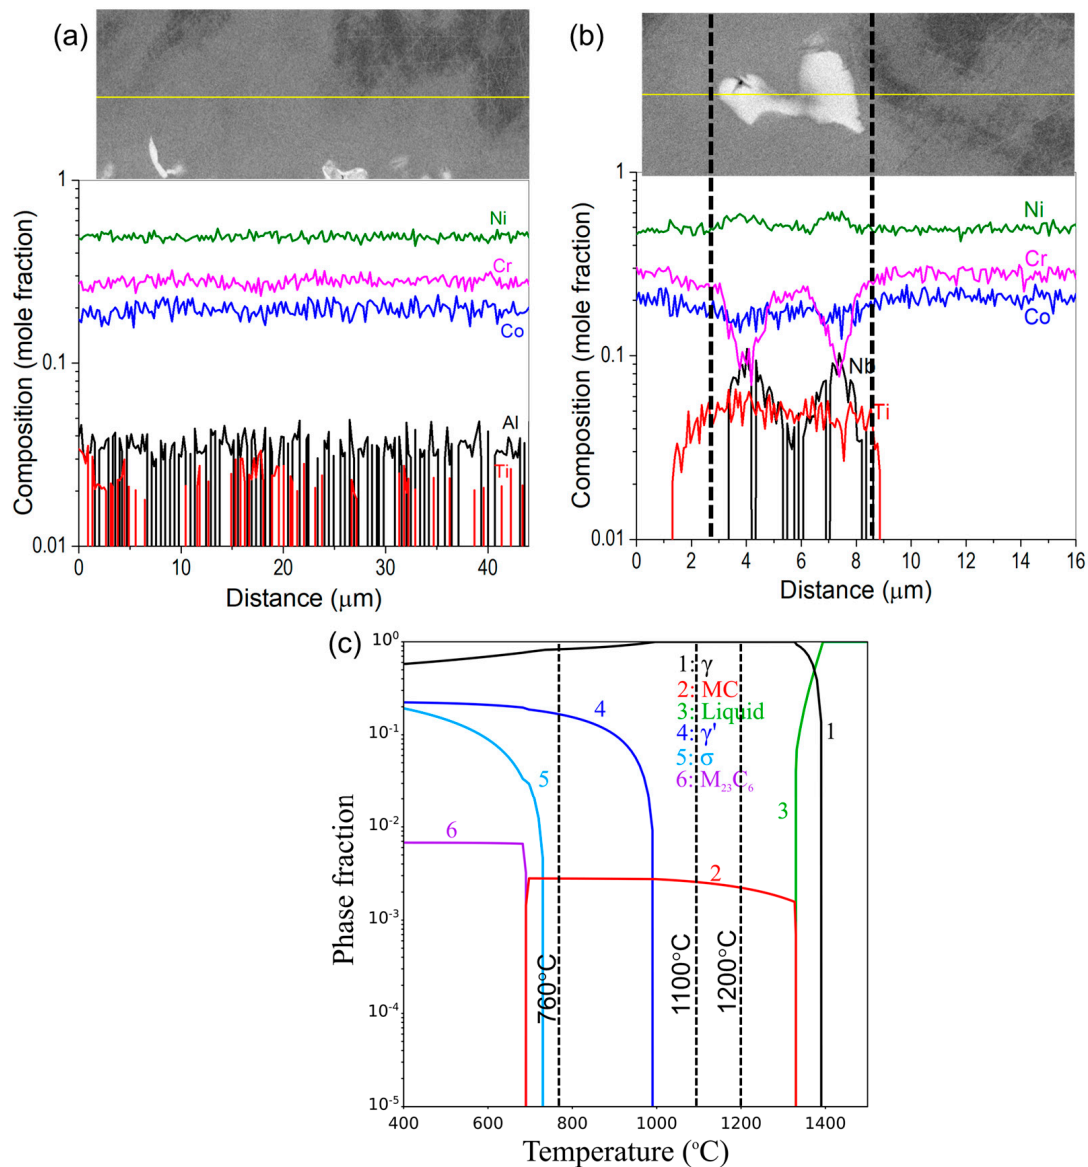 (a)
1
0.1
0.01
Composition (mole fraction)
Ni
Cr
Co
Al
Ti
0 10 20 30 40
Distance (μm)
(b)
1
0.1
0.01
Composition (mole fraction)
Ni
Cr
Co
Nb
Ti
0 2 4 6 8 10 12 14 16
Distance (μm)
(c)
10⁰
10⁻¹
10⁻²
10⁻³
10⁻⁴
10⁻⁵
Phase fraction
1: γ
2: MC
3: Liquid
4: γ'
5: σ
6: M₂₃C₆
4
5
6
2
3
1
760°C
1100°C
1200°C
400 600 800 1000 1200 1400
Temperature (°C)